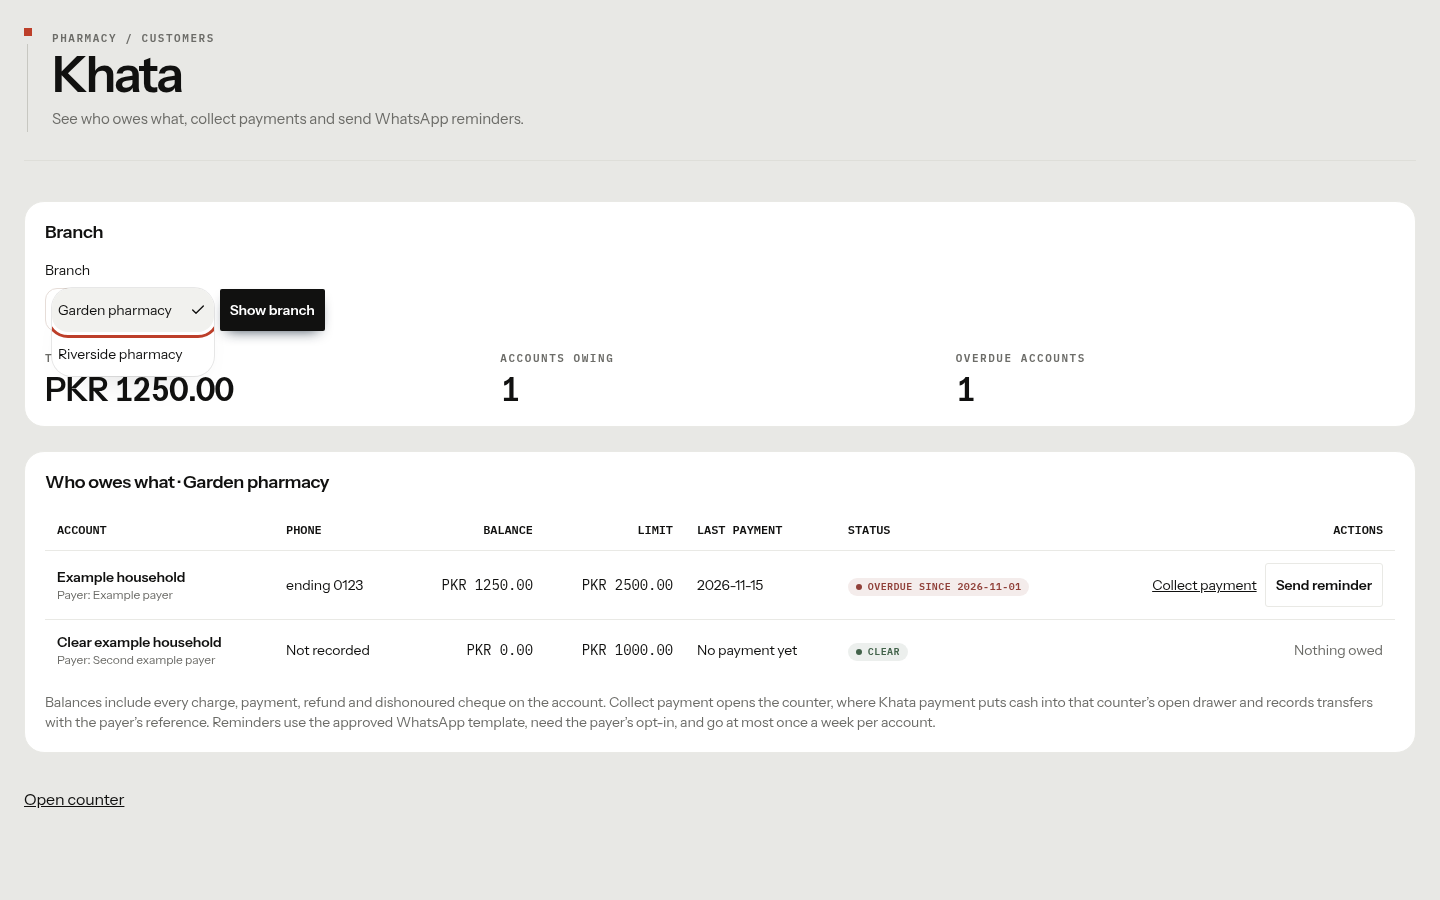 PHARMACY / CUSTOMERS
Khata
See who owes what, collect payments and send WhatsApp reminders.
Branch
Branch
Garden pharmacy
Show branch
Riverside pharmacy
ACCOUNTS OWING
OVERDUE ACCOUNTS
PKR 1250.00
1
1
Who owes what · Garden pharmacy
ACCOUNT PHONE BALANCE LIMIT LAST PAYMENT STATUS ACTIONS
Example household
Payer: Example payer
ending 0123 PKR 1250.00 PKR 2500.00 2026-11-15 OVERDUE SINCE 2026-11-01 Collect payment Send reminder
Clear example household
Payer: Second example payer
Not recorded PKR 0.00 PKR 1000.00 No payment yet CLEAR Nothing owed
Balances include every charge, payment, refund and dishonoured cheque on the account. Collect payment opens the counter, where Khata payment puts cash into that counter’s open drawer and records transfers
with the payer’s reference. Reminders use the approved WhatsApp template, need the payer’s opt-in, and go at most once a week per account.
Open counter